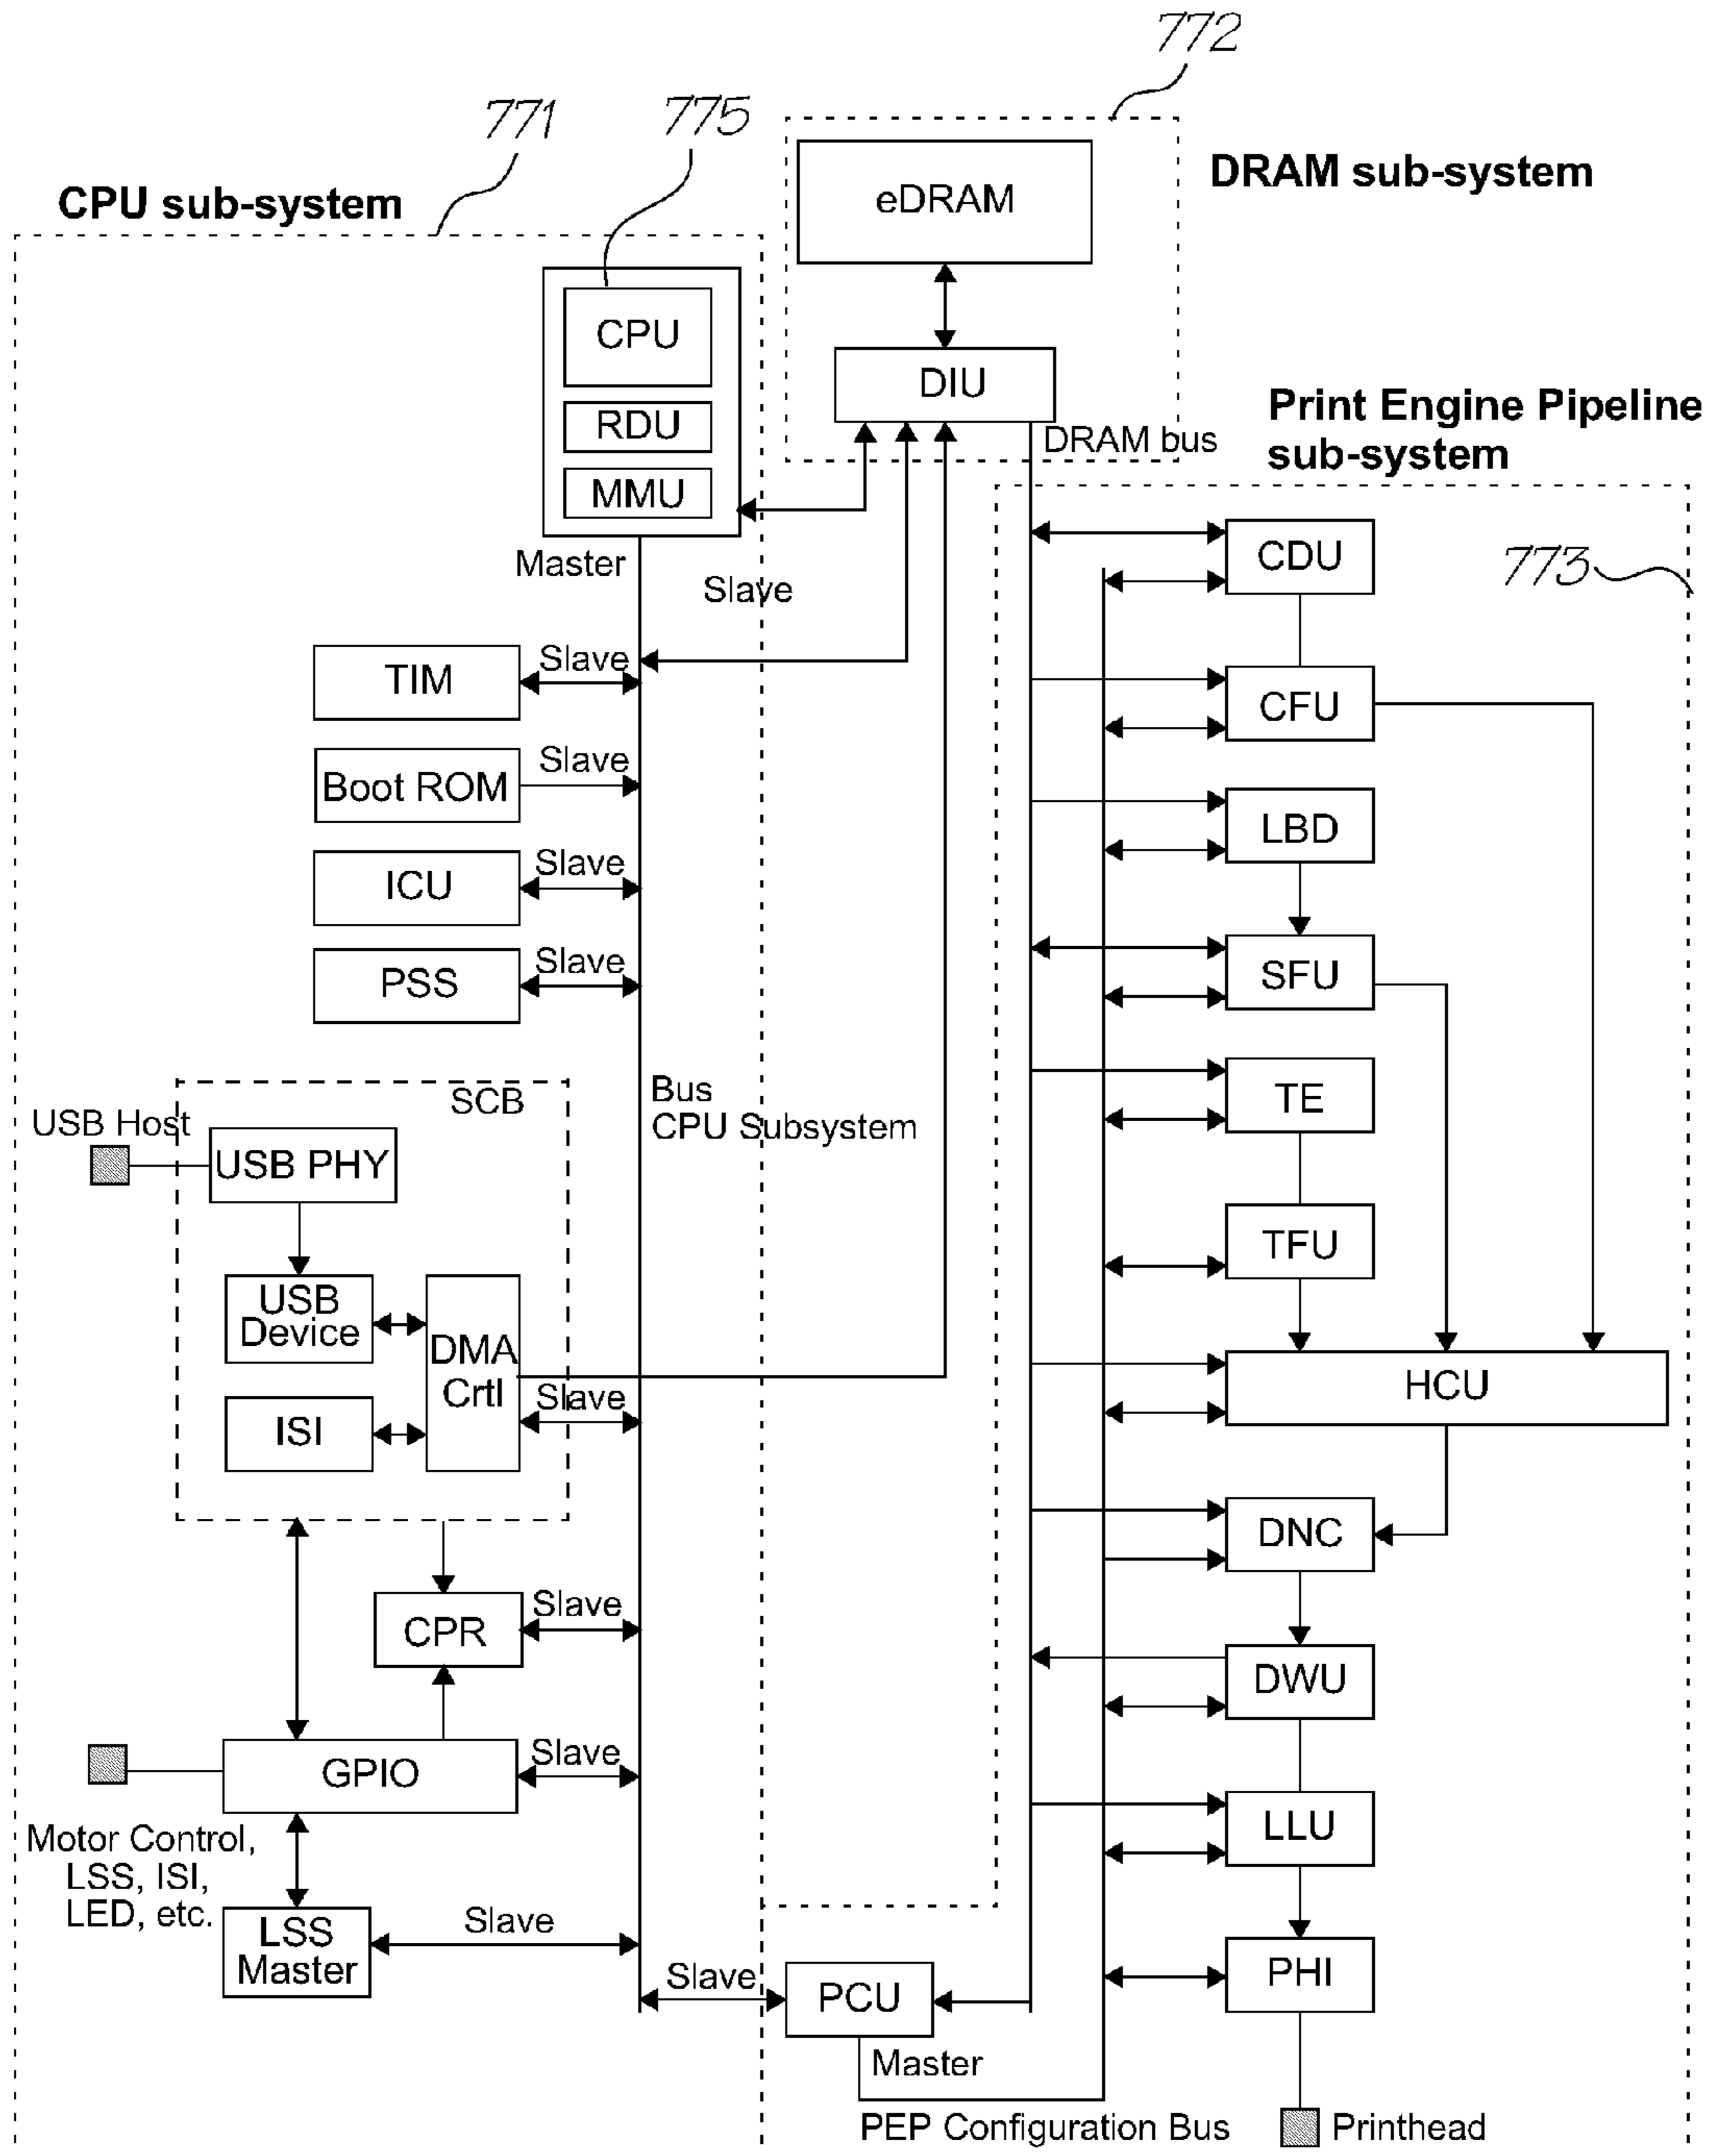 772
771
775
DRAM sub-system
CPU sub-system
eDRAM
CPU
DIU
RDU
DRAM bus
MMU
Print Engine Pipeline
sub-system
Master
Slave
CDU
773
TIM
Slave
CFU
Boot ROM
Slave
LBD
ICU
Slave
PSS
Slave
SFU
SCB
Bus
CPU Subsystem
TE
USB Host
USB PHY
TFU
USB
Device
DMA
Crtl
Slave
HCU
ISI
DNC
CPR
Slave
DWU
GPIO
Slave
Motor Control,
LSS, ISI,
LED, etc.
LLU
LSS
Master
Slave
Slave
PCU
PHI
Master
PEP Configuration Bus
Printhead